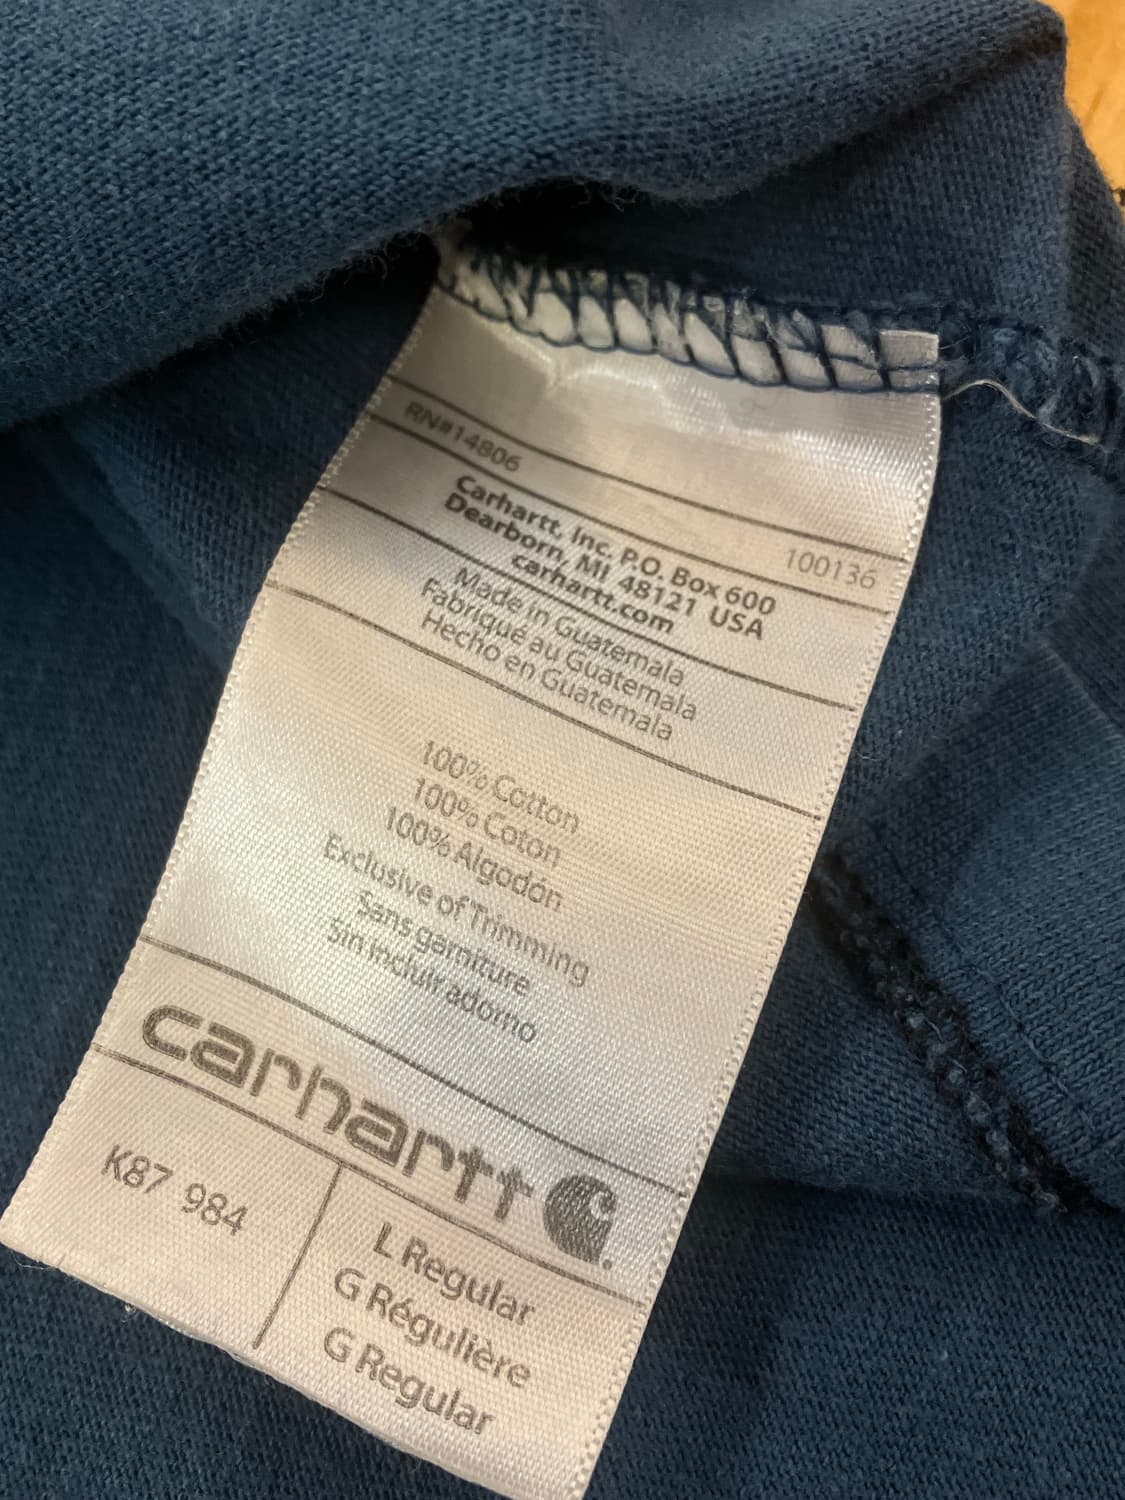 RN#14806
100136
Carhartt, Inc. P.O. Box 600
Dearborn, MI 48121 USA
carhartt.com
Made in Guatemala
Fabriqué au Guatemala
Hecho en Guatemala
100% Cotton
100% Coton
100% Algodón
Exclusive of Trimming
Sans garniture
Sin incluir adorno
carhartt
K87 984
L Regular
G Régulière
G Regular